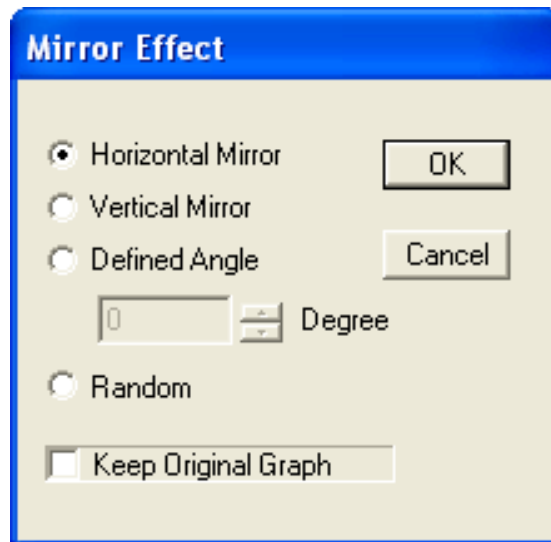 Mirror Effect
Horizontal Mirror
OK
Vertical Mirror
Defined Angle
Cancel
0
Degree
Random
Keep Original Graph